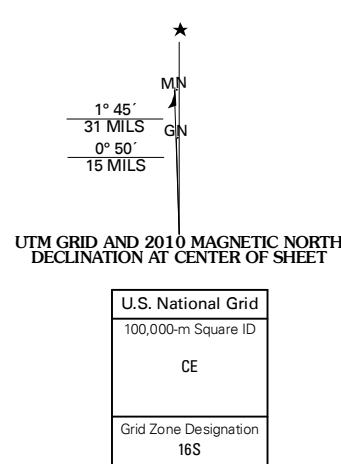 MN
1° 45´
31 MILS
GN
0° 50´
15 MILS
UTM GRID AND 2010 MAGNETIC NORTH
DECLINATION AT CENTER OF SHEET
U.S. National Grid
100,000-m Square ID
CE
Grid Zone Designation
16S